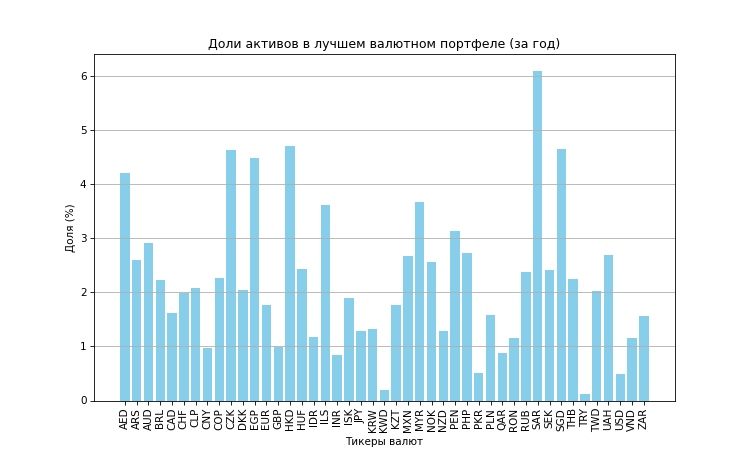 Доли активов в лучшем валютном портфеле (за год)
Доля (%)
6
5
4
3
2
1
0
AED ARS AUD BRL CAD CHF CLP CNY COP CZK DKK EGP EUR GBP HKD HUF IDR ILS INR ISK JPY KRW KWD KZT MXN MYR NOK NZD PEN PHP PKR PLN QAR RON RUB SAR SEK SGD THB TRY TWD UAH USD VND ZAR
Тикеры валют